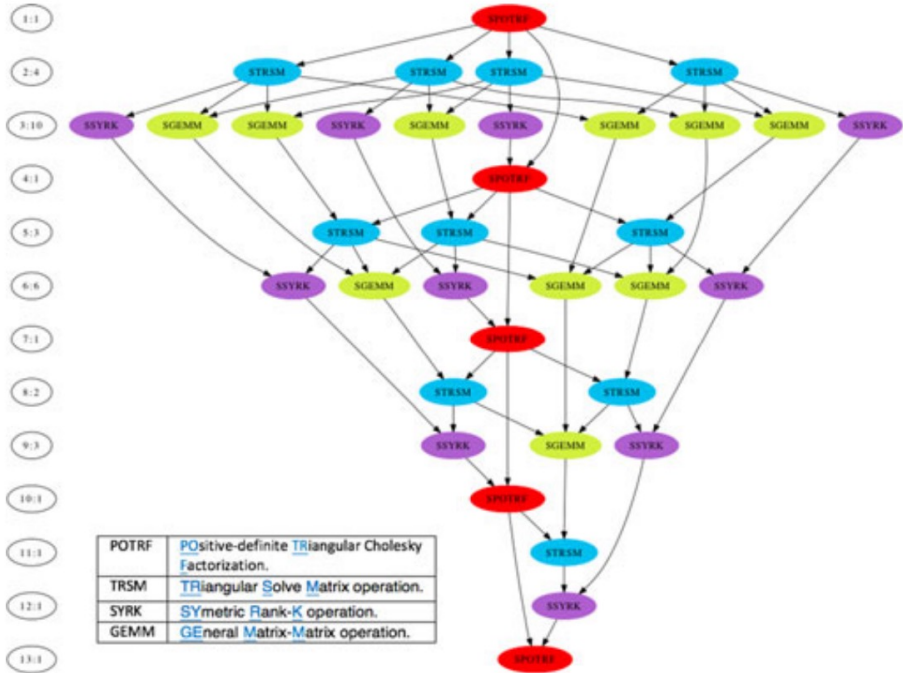 1:1 SPOTRF
2:4 STRSM STRSM STRSM STRSM
3:10 SSYRK SGEMM SGEMM SSYRK SGEMM SSYRK SGEMM SGEMM SGEMM SSYRK
4:1 SPOTRF
5:3 STRSM STRSM STRSM
6:6 SSYRK SGEMM SSYRK SGEMM SGEMM SSYRK
7:1 SPOTRF
8:2 STRSM STRSM
9:3 SSYRK SGEMM SSYRK
10:1 SPOTRF
11:1 STRSM
12:1 SSYRK
13:1 SPOTRF
POTRF POsitive-definite TRiangular Cholesky
Factorization.
TRSM TRiangular Solve Matrix operation.
SYRK SYmetric Rank-K operation.
GEMM GEneral Matrix-Matrix operation.